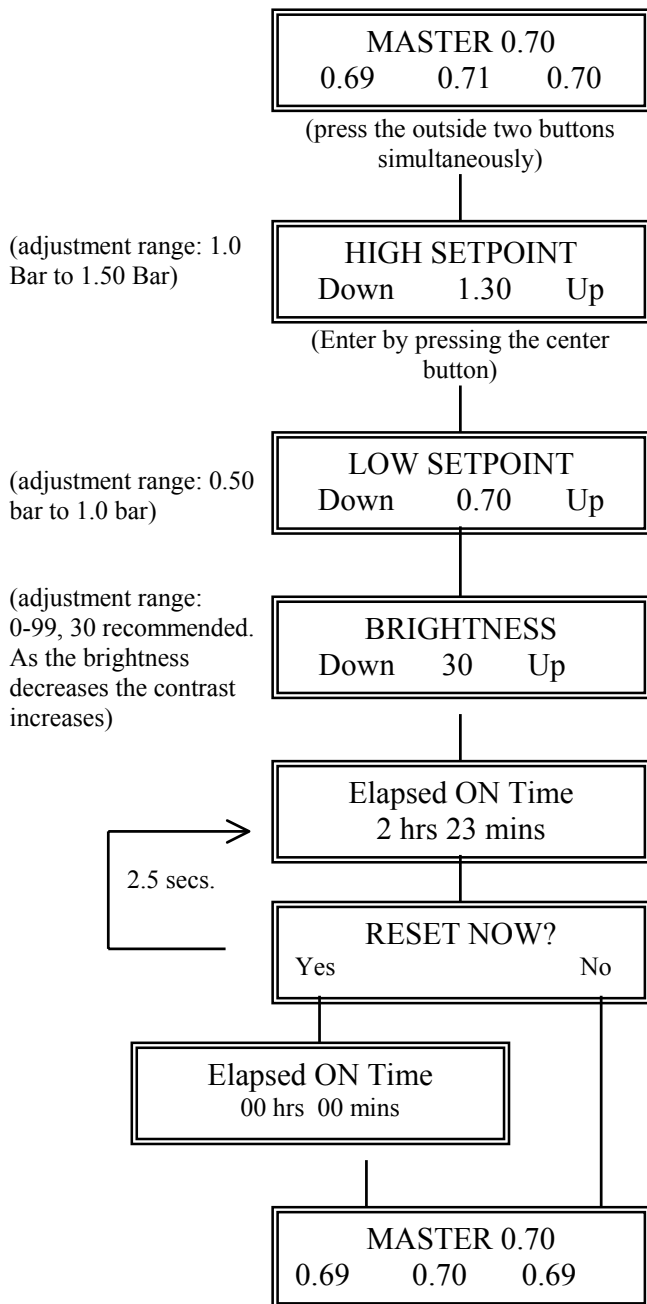 MASTER 0.70
0.69 0.71 0.70
(press the outside two buttons
simultaneously)
(adjustment range: 1.0
Bar to 1.50 Bar)
HIGH SETPOINT
Down 1.30 Up
(Enter by pressing the center
button)
(adjustment range: 0.50
bar to 1.0 bar)
LOW SETPOINT
Down 0.70 Up
(adjustment range:
0-99, 30 recommended.
As the brightness
decreases the contrast
increases)
BRIGHTNESS
Down 30 Up
Elapsed ON Time
2 hrs 23 mins
2.5 secs.
RESET NOW?
Yes No
Elapsed ON Time
00 hrs 00 mins
MASTER 0.70
0.69 0.70 0.69